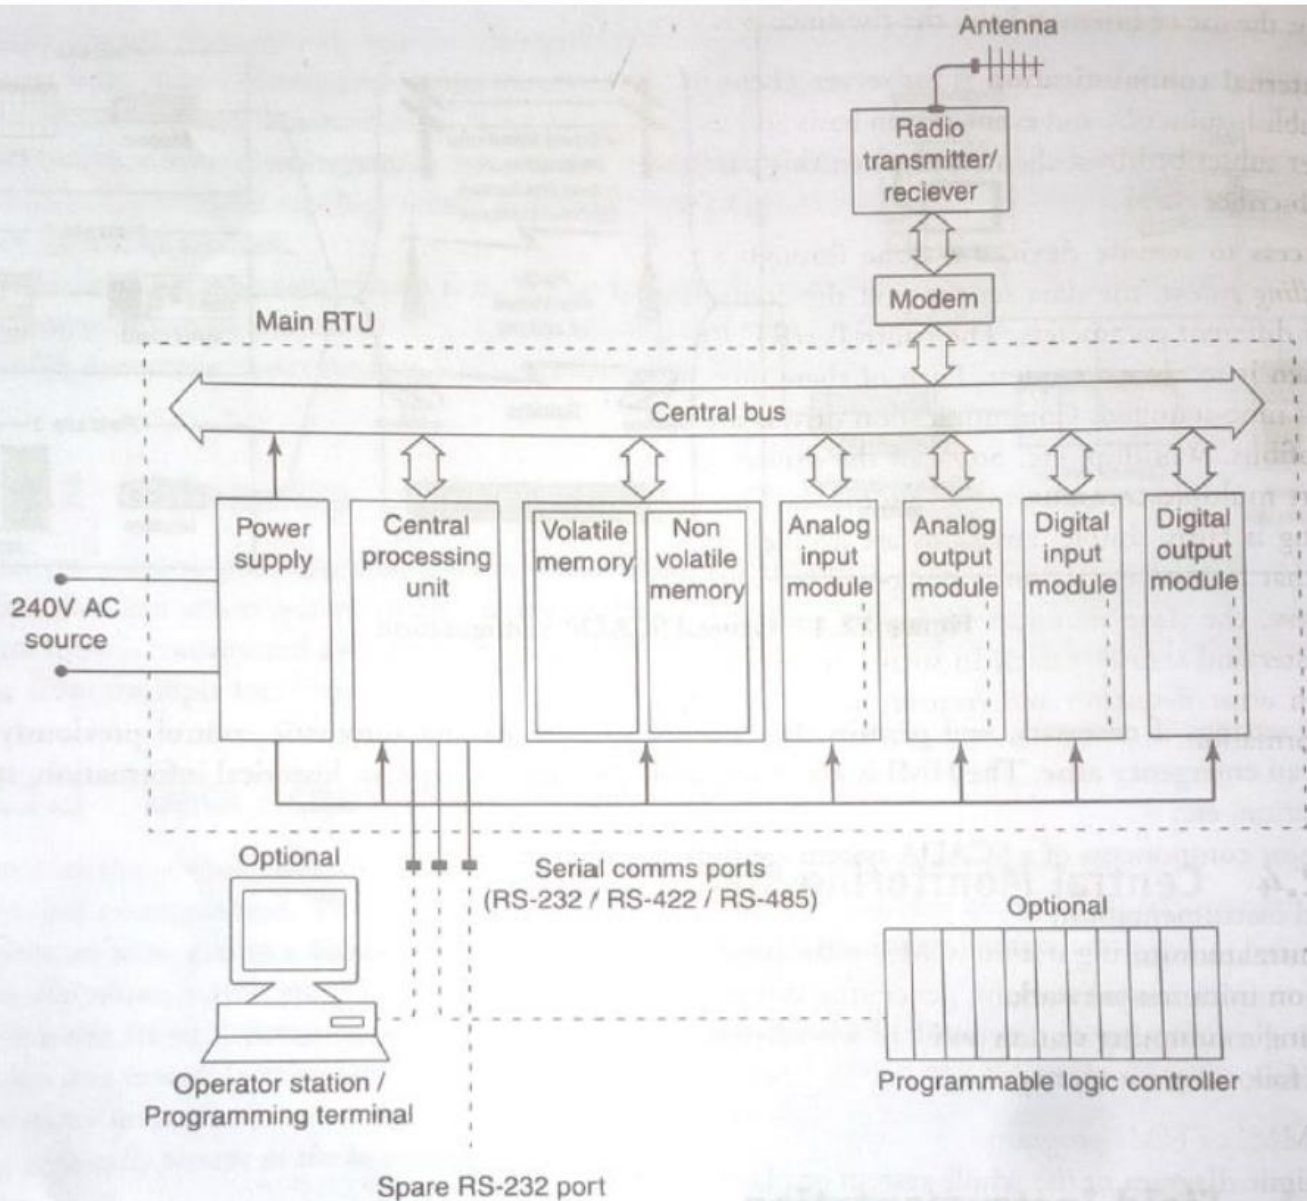 Antenna
Radio
transmitter/
reciever
Modem
Main RTU
Central bus
Power
supply
Central
processing
unit
Volatile
memory
Non
volatile
memory
Analog
input
module
Analog
output
module
Digital
input
module
Digital
output
module
240V AC
source
Optional
Serial comms ports
(RS-232 / RS-422 / RS-485)
Optional
Operator station /
Programming terminal
Programmable logic controller
Spare RS-232 port